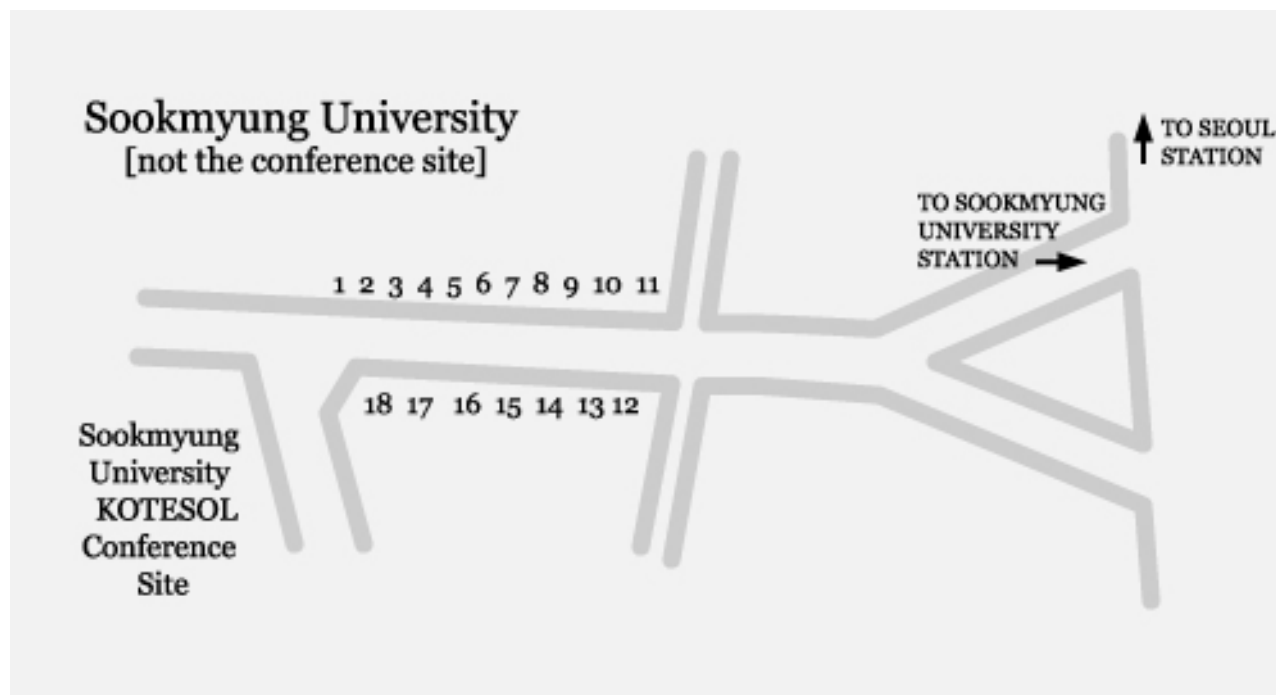 Sookmyung University
[not the conference site]
TO SEOUL
STATION
TO SOOKMYUNG
UNIVERSITY
STATION
1 2 3 4 5 6 7 8 9 10 11
18 17 16 15 14 13 12
Sookmyung
University
KOTESOL
Conference
Site